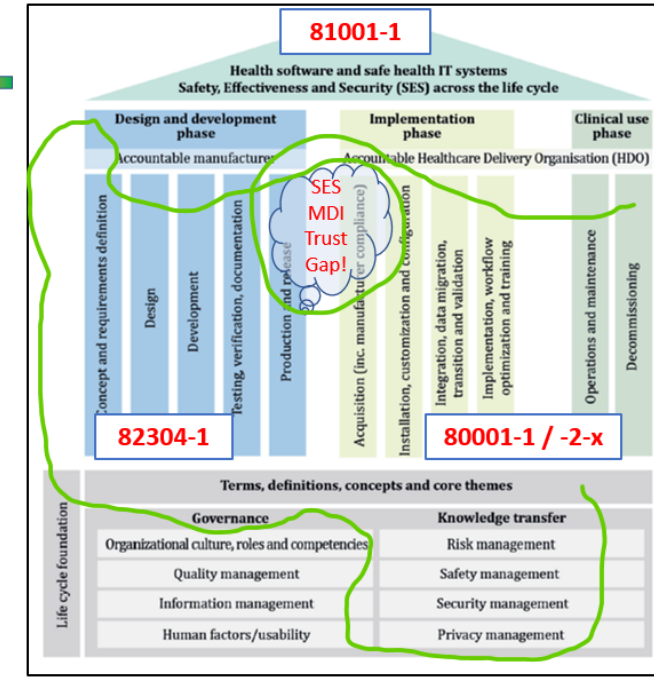 81001-1
Health software and safe health IT systems
Safety, Effectiveness and Security (SES) across the life cycle
Design and development
phase
Implementation
phase
Clinical use
phase
Accountable manufacturer
Accountable Healthcare Delivery Organisation (HDO)
SES
MDI
Trust
Gap!
Concept and requirements definition
Design
Development
Testing, verification, documentation
Production and release
Acquisition (inc. manufacturer compliance)
Installation, customization and configuration
Integration, data migration,
transition and validation
Implementation, workflow
optimization and training
Operations and maintenance
Decommissioning
82304-1
80001-1 / -2-x
Life cycle foundation
Terms, definitions, concepts and core themes
Governance
Organizational culture, roles and competencies
Quality management
Information management
Human factors/usability
Knowledge transfer
Risk management
Safety management
Security management
Privacy management